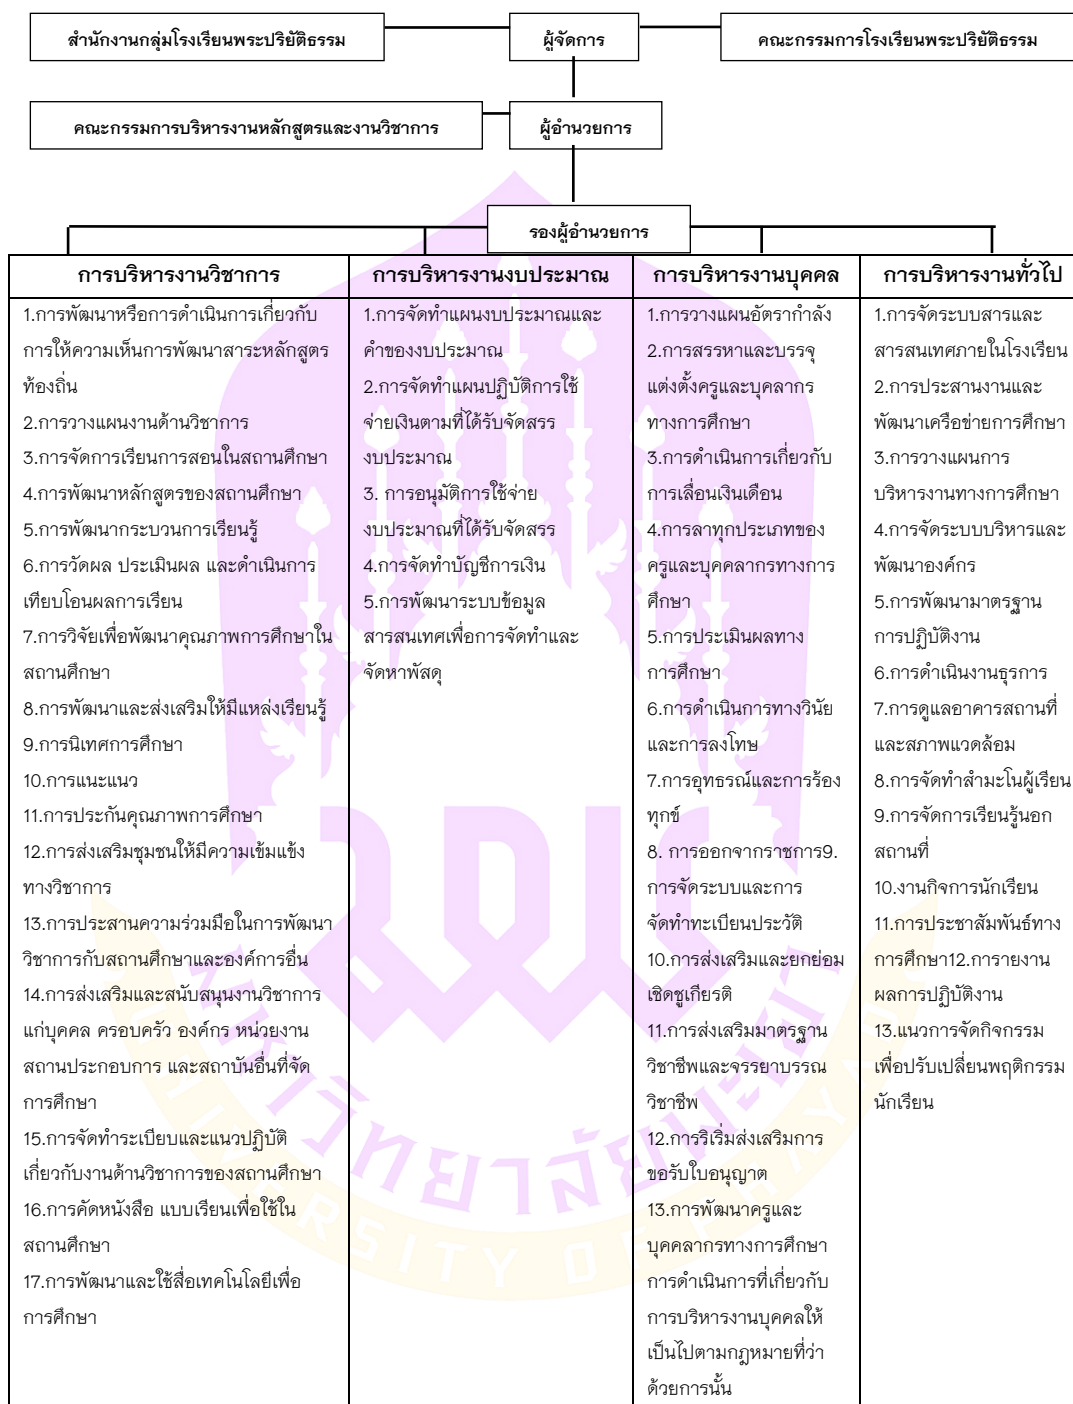 สำนักงานกลุ่มโรงเรียนพระปริยัติธรรม
ผู้จัดการ
คณะกรรมการโรงเรียนพระปริยัติธรรม
คณะกรรมการบริหารงานหลักสูตรและงานวิชาการ
ผู้อำนวยการ
รองผู้อำนวยการ
การบริหารงานวิชาการ
1.การพัฒนาหรือการดำเนินการเกี่ยวกับ
การให้ความเห็นการพัฒนาสาระหลักสูตร
ท้องถิ่น
2.การวางแผนงานด้านวิชาการ
3.การจัดการเรียนการสอนในสถานศึกษา
4.การพัฒนาหลักสูตรของสถานศึกษา
5.การพัฒนากระบวนการเรียนรู้
6.การวัดผล ประเมินผล และดำเนินการ
เทียบโอนผลการเรียน
7.การวิจัยเพื่อพัฒนาคุณภาพการศึกษาใน
สถานศึกษา
8.การพัฒนาและส่งเสริมให้มีแหล่งเรียนรู้
9.การนิเทศการศึกษา
10.การแนะแนว
11.การประกันคุณภาพการศึกษา
12.การส่งเสริมชุมชนให้มีความเข้มแข้ง
ทางวิชาการ
13.การประสานความร่วมมือในการพัฒนา
วิชาการกับสถานศึกษาและองค์การอื่น
14.การส่งเสริมและสนับสนุนงานวิชาการ
แก่บุคคล ครอบครัว องค์กร หน่วยงาน
สถานประกอบการ และสถาบันอื่นที่จัด
การศึกษา
15.การจัดทำระเบียบและแนวปฏิบัติ
เกี่ยวกับงานด้านวิชาการของสถานศึกษา
16.การคัดหนังสือ แบบเรียนเพื่อใช้ใน
สถานศึกษา
17.การพัฒนาและใช้สื่อเทคโนโลยีเพื่อ
การศึกษา
การบริหารงานงบประมาณ
1.การจัดทำแผนงบประมาณและ
คำของบประมาณ
2.การจัดทำแผนปฏิบัติการใช้
จ่ายเงินตามที่ได้รับจัดสรร
งบประมาณ
3. การอนุมัติการใช้จ่าย
งบประมาณที่ได้รับจัดสรร
4.การจัดทำบัญชีการเงิน
5.การพัฒนาระบบข้อมูล
สารสนเทศเพื่อการจัดทำและ
จัดหาพัสดุ
การบริหารงานบุคคล
1.การวางแผนอัตรากำลัง
2.การสรรหาและบรรจุ
แต่งตั้งครูและบุคลากร
ทางการศึกษา
3.การดำเนินการเกี่ยวกับ
การเลื่อนเงินเดือน
4.การลาทุกประเภทของ
ครูและบุคคลากรทางการ
ศึกษา
5.การประเมินผลทาง
การศึกษา
6.การดำเนินการทางวินัย
และการลงโทษ
7.การอุทธรณ์และการร้อง
ทุกข์
8. การออกจากราชการ9.
การจัดระบบและการ
จัดทำทะเบียนประวัติ
10.การส่งเสริมและยกย่อม
เชิดชูเกียรติ
11.การส่งเสริมมาตรฐาน
วิชาชีพและจรรยาบรรณ
วิชาชีพ
12.การริเริ่มส่งเสริมการ
ขอรับใบอนุญาต
13.การพัฒนาครูและ
บุคคลากรทางการศึกษา
การดำเนินการที่เกี่ยวกับ
การบริหารงานบุคคลให้
เป็นไปตามกฎหมายที่ว่า
ด้วยการนั้น
การบริหารงานทั่วไป
1.การจัดระบบสารและ
สารสนเทศภายในโรงเรียน
2.การประสานงานและ
พัฒนาเครือข่ายการศึกษา
3.การวางแผนการ
บริหารงานทางการศึกษา
4.การจัดระบบบริหารและ
พัฒนาองค์กร
5.การพัฒนามาตรฐาน
การปฏิบัติงาน
6.การดำเนินงานธุรการ
7.การดูแลอาคารสถานที่
และสภาพแวดล้อม
8.การจัดทำสำมะโนผู้เรียน
9.การจัดการเรียนรู้นอก
สถานที่
10.งานกิจการนักเรียน
11.การประชาสัมพันธ์ทาง
การศึกษา12.การายงาน
ผลการปฏิบัติงาน
13.แนวการจัดกิจกรรม
เพื่อปรับเปลี่ยนพฤติกรรม
นักเรียน
มหาวิทยาลัยพะเยา
UNIVERSITY OF PHAYAO